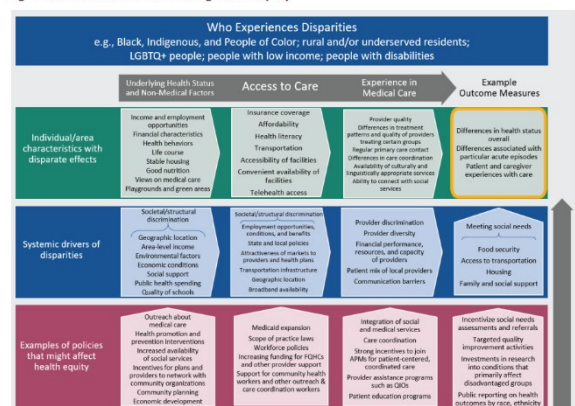 Who Experiences Disparities
e.g., Black, Indigenous, and People of Color; rural and/or underserved residents;
LGBTQ+ people; people with low income; people with disabilities
Underlying Health Status
and Non-Medical Factors
Access to Care
Experience in
Medical Care
Example
Outcome Measures
Individual/area
characteristics with
disparate effects
Income and employment
opportunities
Financial characteristics
Health behaviors
Life course
Stable housing
Good nutrition
Views on medical care
Playgrounds and green areas
Insurance coverage
Affordability
Health literacy
Transportation
Accessibility of facilities
Convenient availability of
facilities
Telehealth access
Provider quality
Differences in treatment
patterns and quality of providers
treating certain groups
Regular primary care contact
Differences in care coordination
Availability of culturally and
linguistically appropriate services
Ability to connect with social
services
Differences in health status
overall
Differences associated with
particular acute episodes
Patient and caregiver
experiences with care
Systemic drivers of
disparities
Societal/structural
discrimination
Geographic location
Area-level income
Environmental factors
Economic conditions
Social support
Public health spending
Quality of schools
Societal/structural discrimination
Employment opportunities,
conditions, and benefits
State and local policies
Attractiveness of markets to
providers and health plans
Transportation infrastructure
Geographic location
Broadband availability
Provider discrimination
Provider diversity
Financial performance,
resources, and capacity
of providers
Patient mix of local providers
Communication barriers
Meeting social needs
Food security
Access to transportation
Housing
Family and social support
Examples of policies
that might affect
health equity
Outreach about
medical care
Health promotion and
prevention interventions
Increased availability
of social services
Incentives for plans and
providers to network with
community organizations
Community planning
Economic development
Medicaid expansion
Scope of practice laws
Workforce policies
Increasing funding for FQHCs
and other provider support
Support for community health
workers and other outreach &
care coordination workers
Integration of social
and medical services
Care coordination
Strong incentives to join
APMs for patient-centered,
coordinated care
Provider assistance programs
such as QIOs
Patient education programs
Incentivize social needs
assessments and referrals
Targeted quality
improvement activities
Investments in research
into conditions that
primarily affect
disadvantaged groups
Public reporting on health
outcomes by race, ethnicity